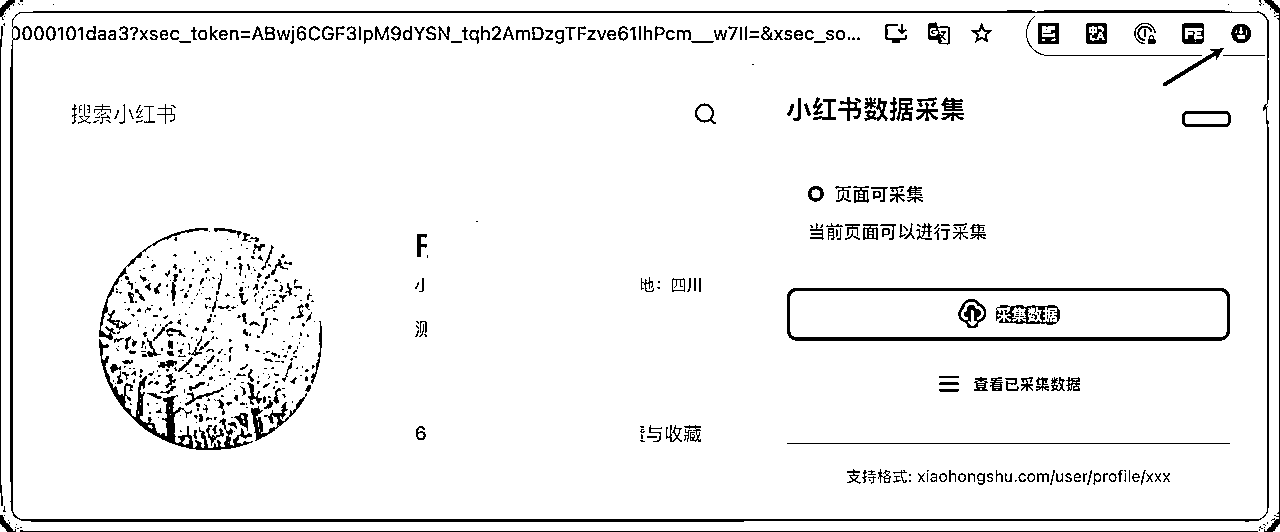 0000101daa3?xsec_token=ABwj6CGF3IpM9dYSN_tqh2AmDzgTFzve61IhPcm__w7II=&xsec_so...
搜索小红书
小红书数据采集
页面可采集
当前页面可以进行采集
采集数据
查看已采集数据
支持格式: xiaohongshu.com/user/profile/xxx
F
小
地: 四川
测
6
与收藏